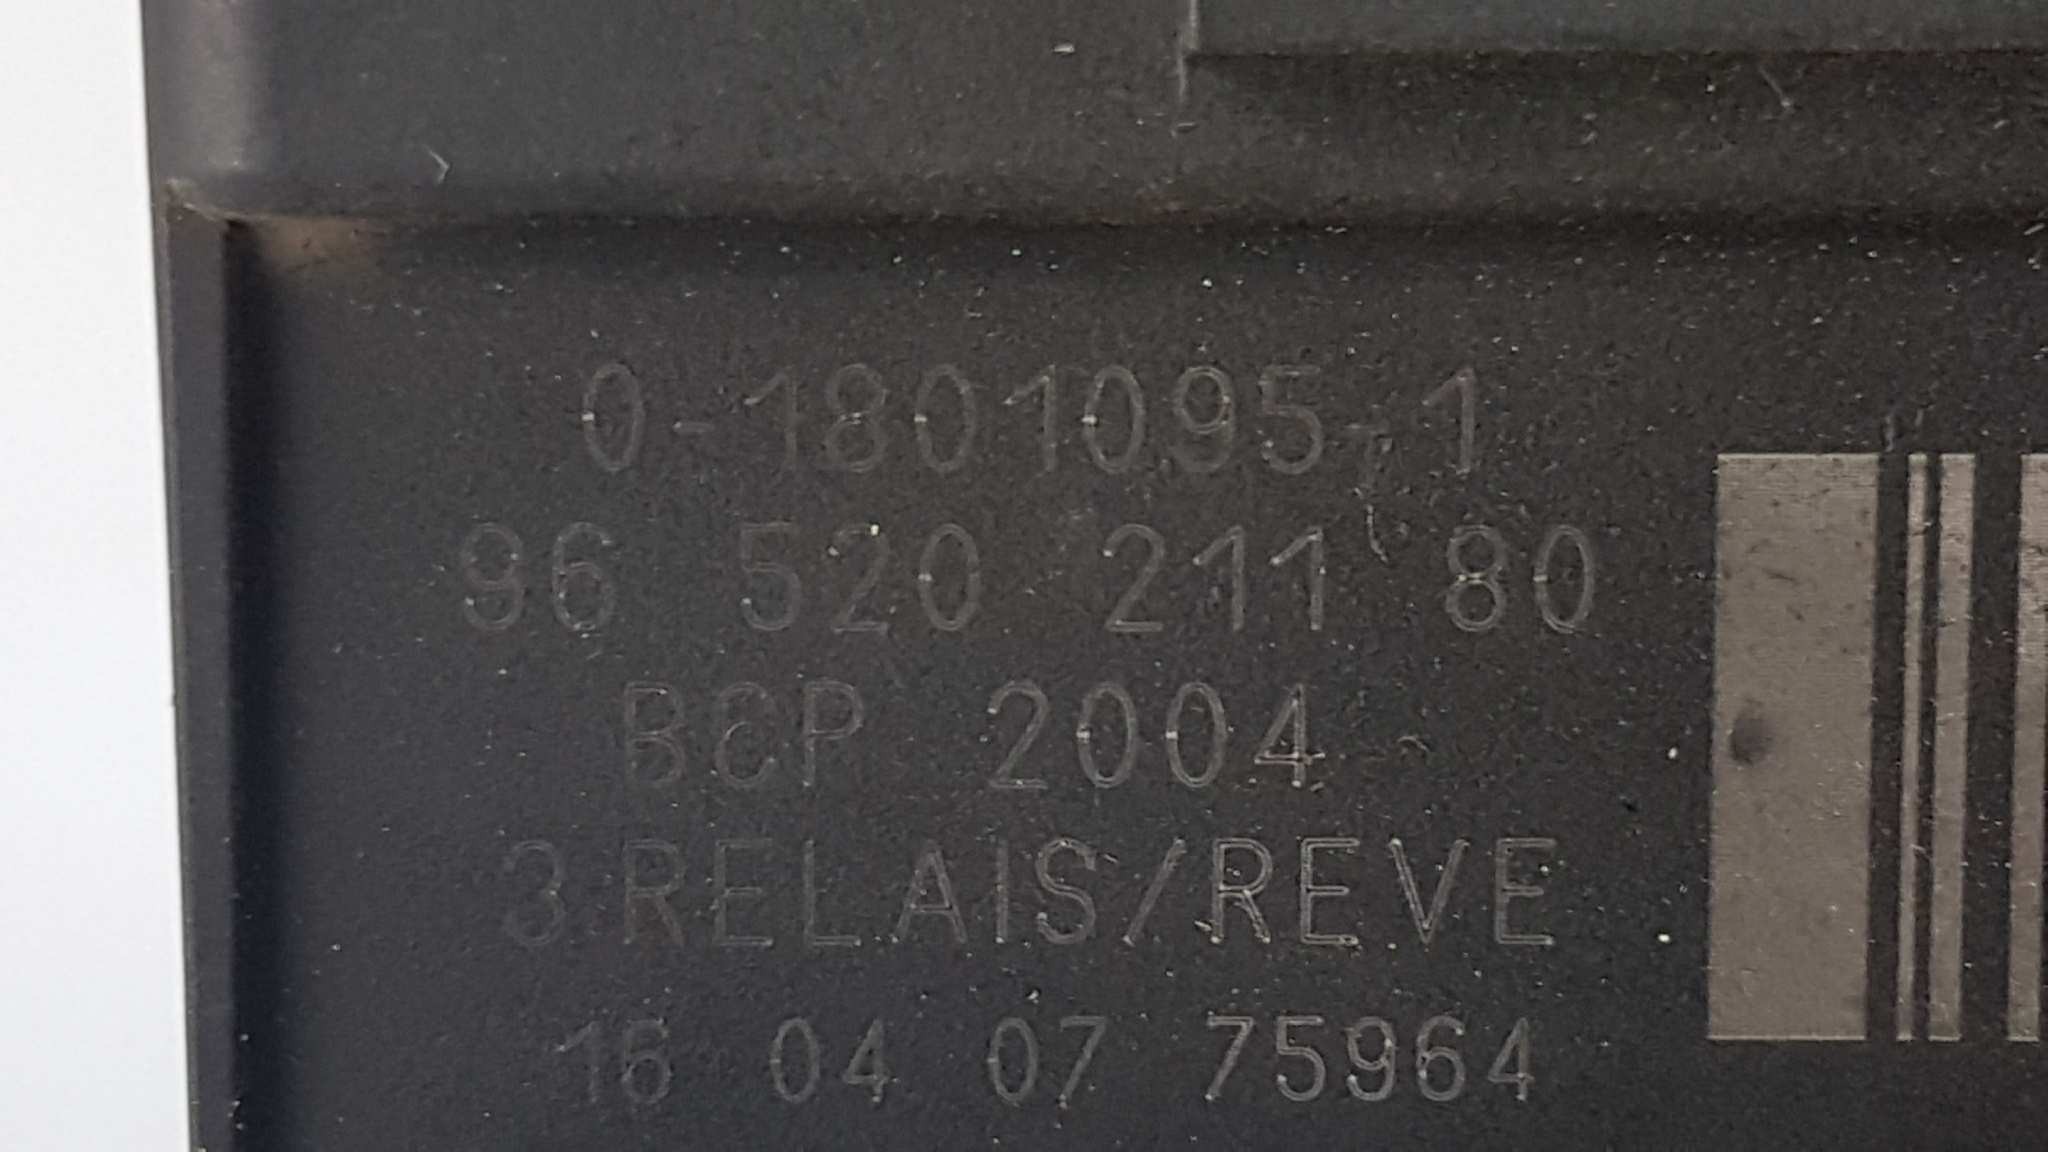 0-1801095-1
96 520 211 80
BCP 2004
3 RELAIS/REVE
16 04 07 75964